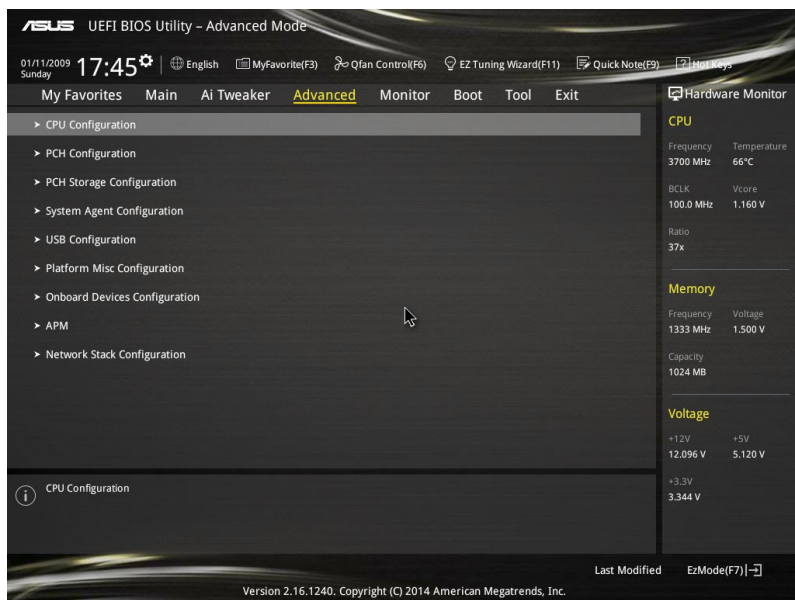 ASUS UEFI BIOS Utility – Advanced Mode
01/11/2009
Sunday
17:45
English
MyFavorite(F3)
Qfan Control(F6)
EZ Tuning Wizard(F11)
Quick Note(F9)
? Hot Keys
My Favorites Main Ai Tweaker Advanced Monitor Boot Tool Exit
> CPU Configuration
> PCH Configuration
> PCH Storage Configuration
> System Agent Configuration
> USB Configuration
> Platform Misc Configuration
> Onboard Devices Configuration
> APM
> Network Stack Configuration
i CPU Configuration
Hardware Monitor
CPU
Frequency Temperature
3700 MHz 66°C
BCLK Vcore
100.0 MHz 1.160 V
Ratio
37x
Memory
Frequency Voltage
1333 MHz 1.500 V
Capacity
1024 MB
Voltage
+12V +5V
12.096 V 5.120 V
+3.3V
3.344 V
Last Modified EzMode(F7)
Version 2.16.1240. Copyright (C) 2014 American Megatrends, Inc.